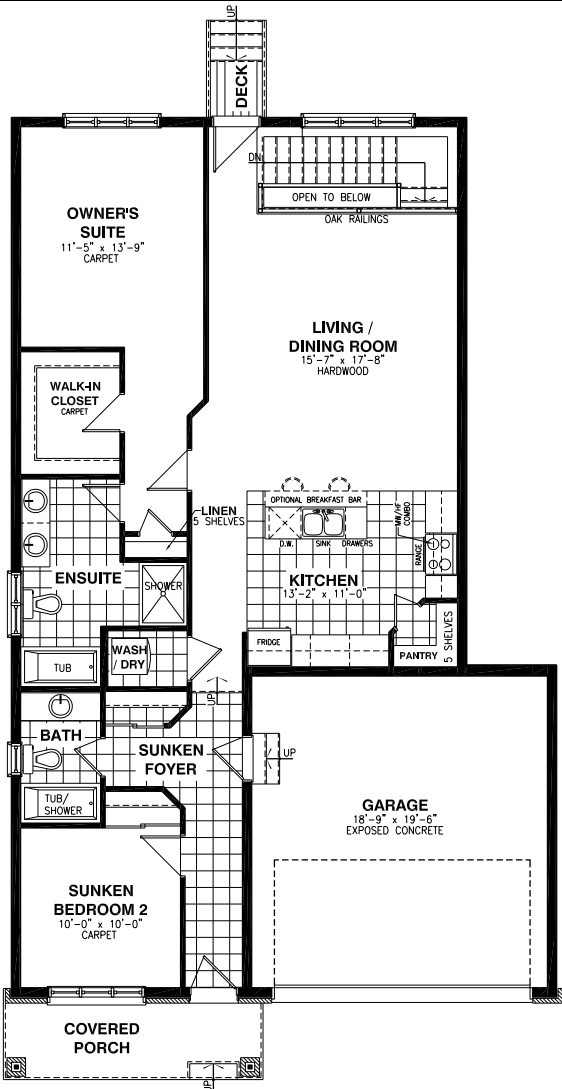 UP
DECK
DN
OPEN TO BELOW
OAK RAILINGS
OWNER'S
SUITE
11'-5" x 13'-9"
CARPET
LIVING /
DINING ROOM
15'-7" x 17'-8"
HARDWOOD
WALK-IN
CLOSET
CARPET
LINEN
5 SHELVES
OPTIONAL BREAKFAST BAR
D.W.
SINK
DRAWERS
MW/HF
COMBO
RANGE
KITCHEN
13'-2" x 11'-0"
ENSUITE
SHOWER
TUB
WASH
/ DRY
FRIDGE
PANTRY
5 SHELVES
UP
BATH
SUNKEN
FOYER
UP
TUB/
SHOWER
GARAGE
18'-9" x 19'-6"
EXPOSED CONCRETE
SUNKEN
BEDROOM 2
10'-0" x 10'-0"
CARPET
COVERED
PORCH
UP